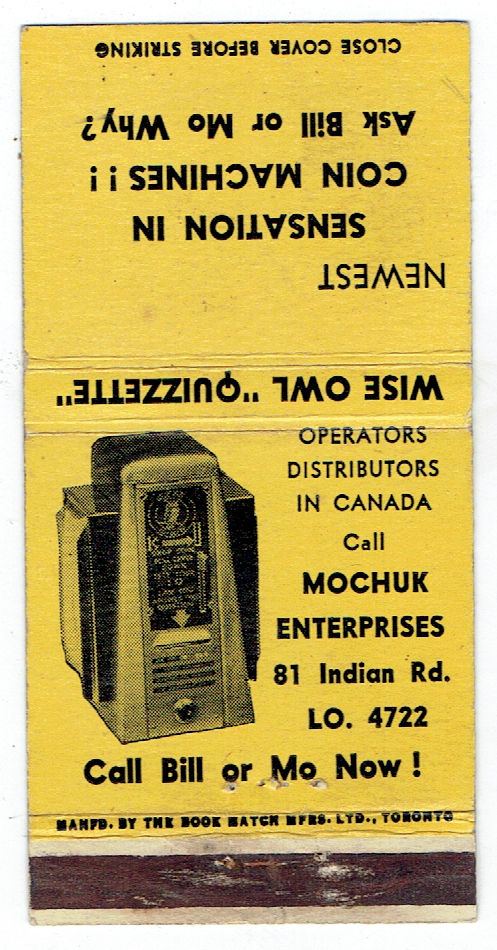 NEWEST
SENSATION IN
COIN MACHINES!!
Ask Bill or Mo Why?
CLOSE COVER BEFORE STRIKING
WISE OWL "QUIZZETTE"
OPERATORS
DISTRIBUTORS
IN CANADA
Call
MOCHUK
ENTERPRISES
81 Indian Rd.
LO. 4722
Call Bill or Mo Now!
MANFD. BY THE BOOK MATCH MFRS. LTD., TORONTO